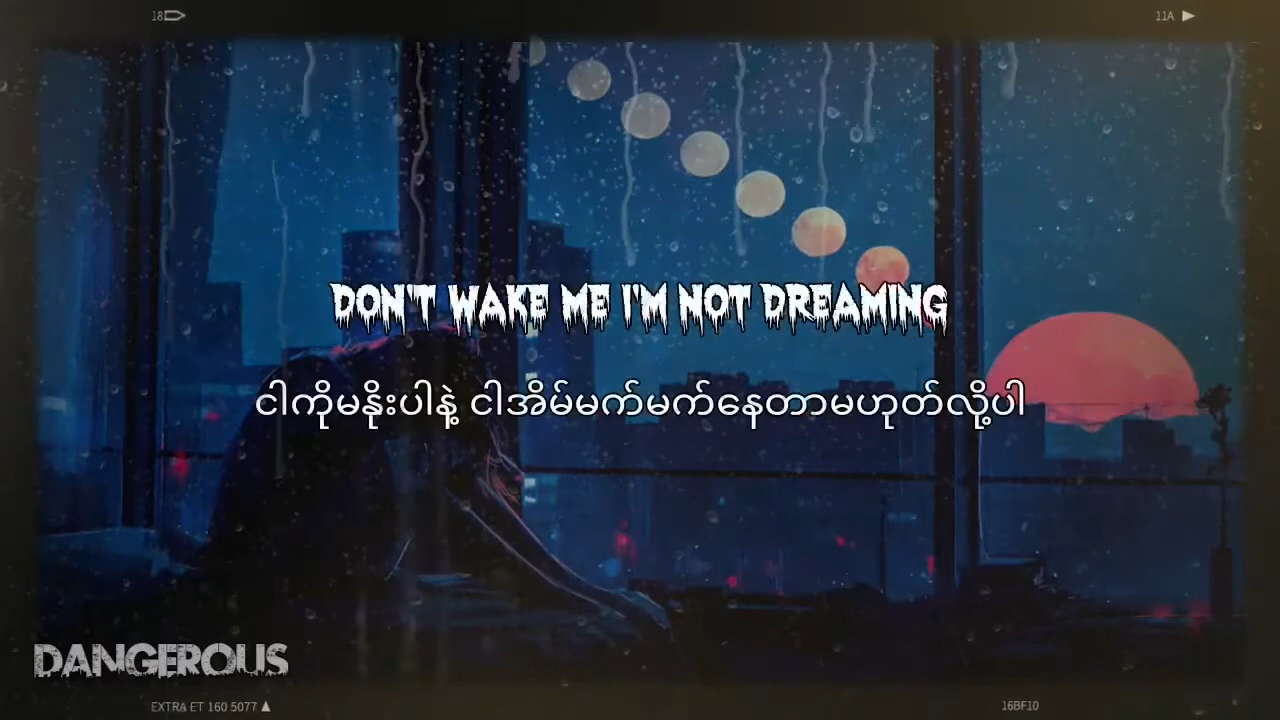 18
11A
DON'T WAKE ME I'M NOT DREAMING
ငါကိုမနိုးပါနဲ့ ငါအိမ်မက်မက်နေတာမဟုတ်လို့ပါ
DANGEROUS
EXTRA ET 160 5077
16BF10